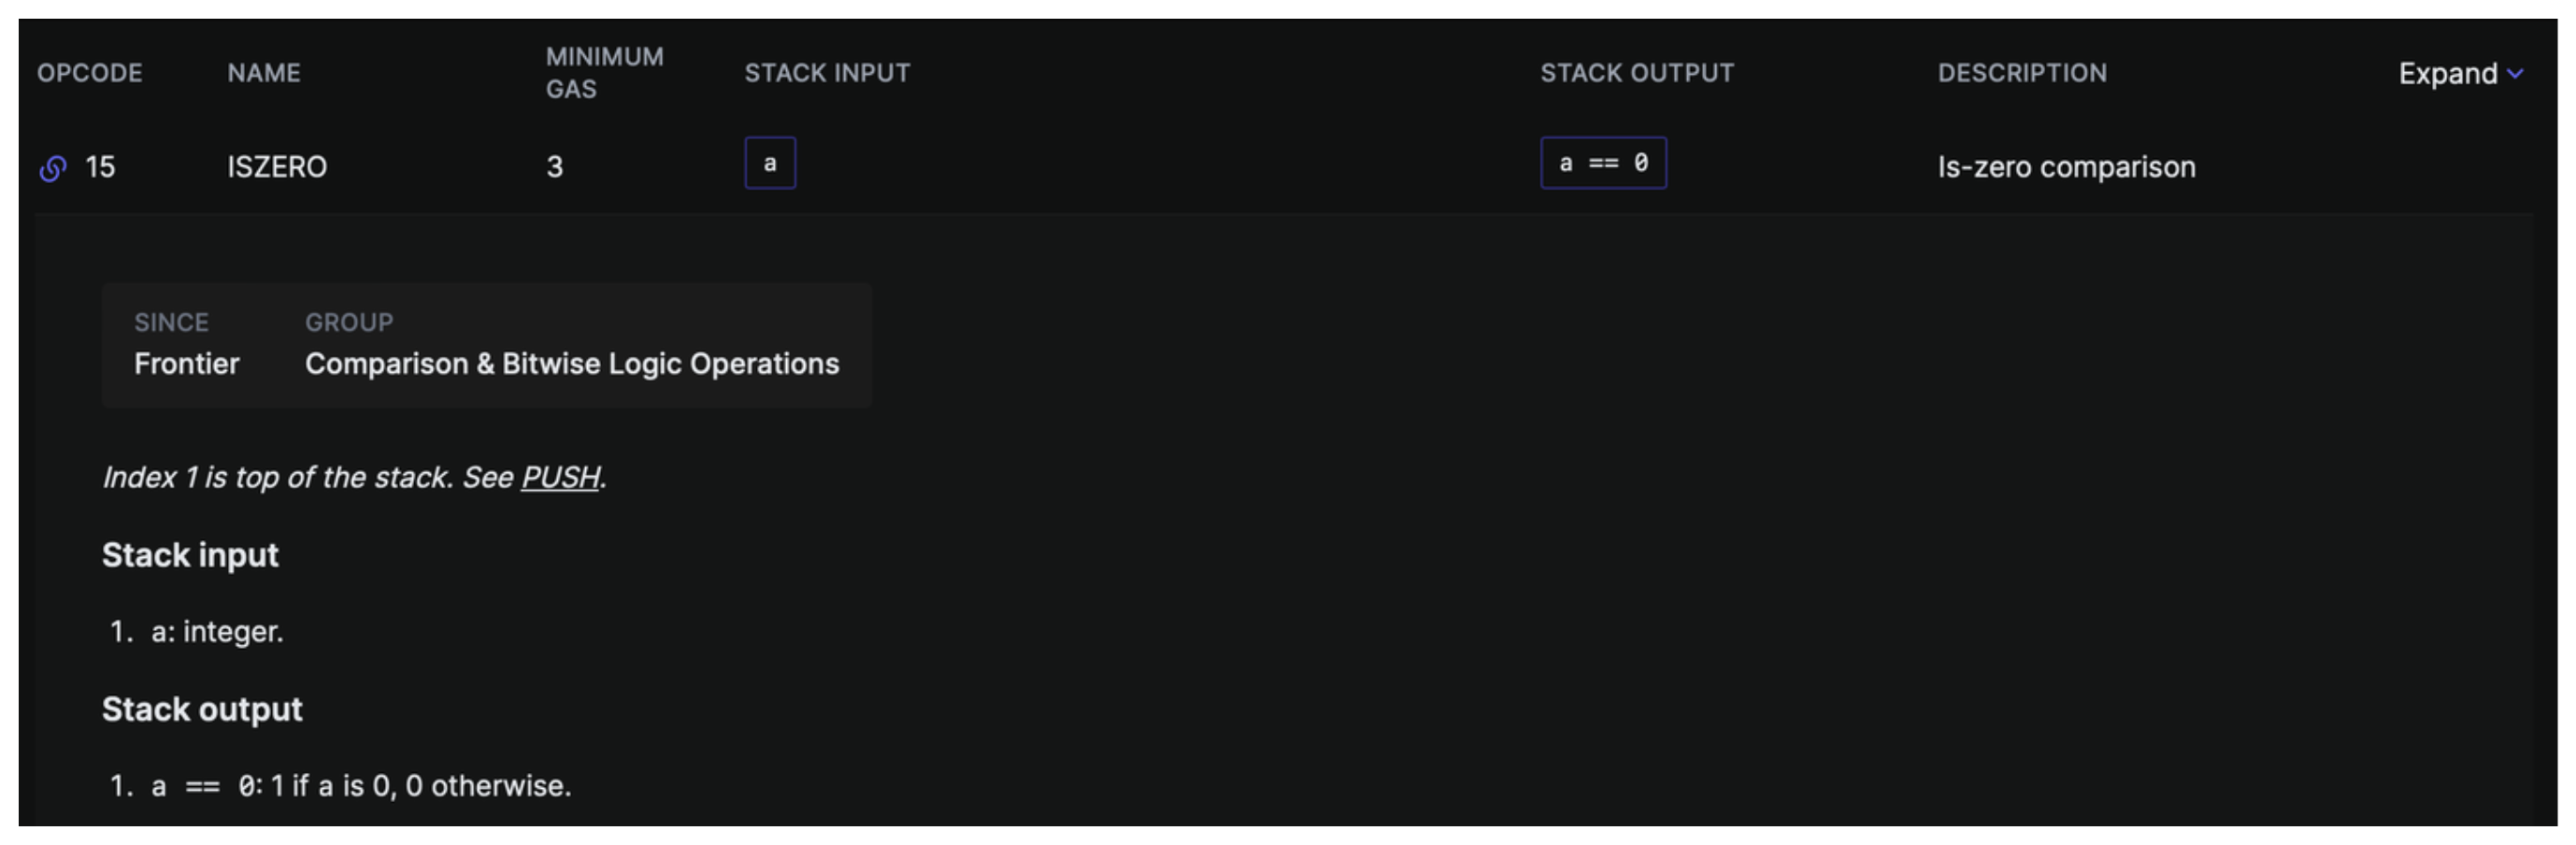 OPCODE NAME MINIMUM GAS STACK INPUT STACK OUTPUT DESCRIPTION Expand
15 ISZERO 3 a a == 0 Is-zero comparison
SINCE GROUP
Frontier Comparison & Bitwise Logic Operations
Index 1 is top of the stack. See PUSH.
Stack input
1. a: integer.
Stack output
1. a == 0: 1 if a is 0, 0 otherwise.